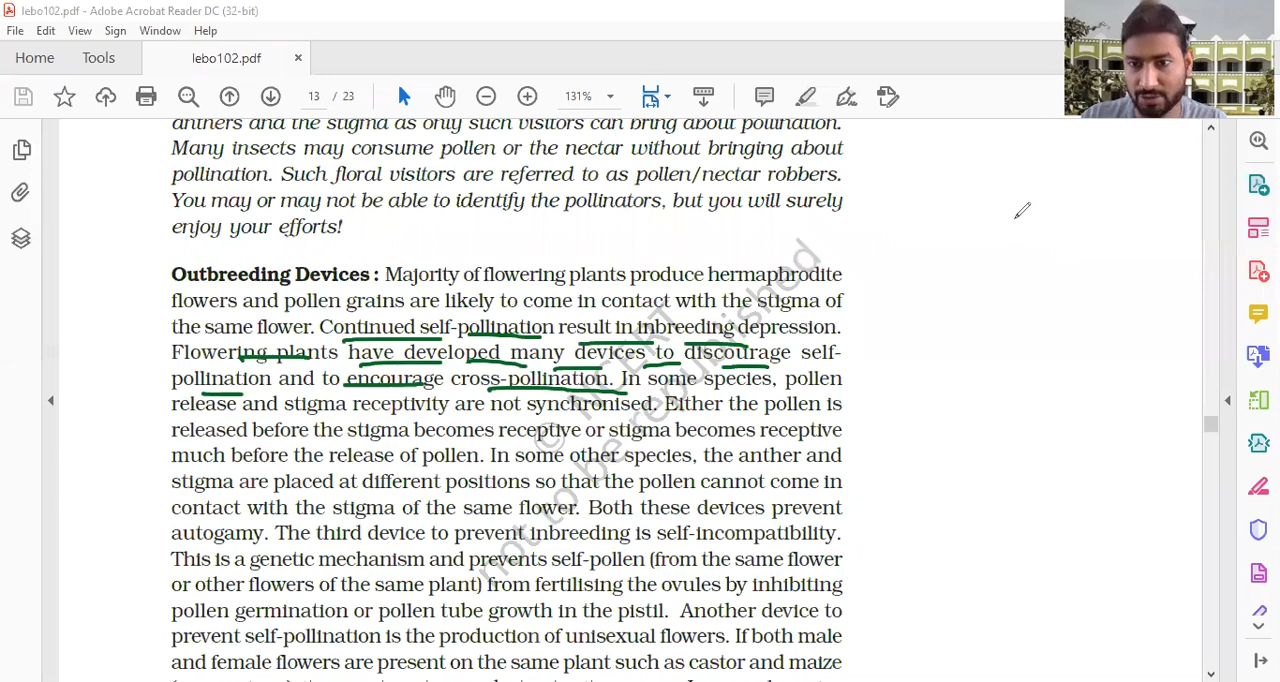 lebo102.pdf - Adobe Acrobat Reader DC (32-bit)
File Edit View Sign Window Help
Home Tools lebo102.pdf ×
13 / 23 131%
anthers and the stigma as only such visitors can bring about pollination.
Many insects may consume pollen or the nectar without bringing about
pollination. Such floral visitors are referred to as pollen/nectar robbers.
You may or may not be able to identify the pollinators, but you will surely
enjoy your efforts!
Outbreeding Devices : Majority of flowering plants produce hermaphrodite
flowers and pollen grains are likely to come in contact with the stigma of
the same flower. Continued self-pollination result in inbreeding depression.
Flowering plants have developed many devices to discourage self-
pollination and to encourage cross-pollination. In some species, pollen
release and stigma receptivity are not synchronised. Either the pollen is
released before the stigma becomes receptive or stigma becomes receptive
much before the release of pollen. In some other species, the anther and
stigma are placed at different positions so that the pollen cannot come in
contact with the stigma of the same flower. Both these devices prevent
autogamy. The third device to prevent inbreeding is self-incompatibility.
This is a genetic mechanism and prevents self-pollen (from the same flower
or other flowers of the same plant) from fertilising the ovules by inhibiting
pollen germination or pollen tube growth in the pistil. Another device to
prevent self-pollination is the production of unisexual flowers. If both male
and female flowers are present on the same plant such as castor and maize
© NCERT
not to be republished